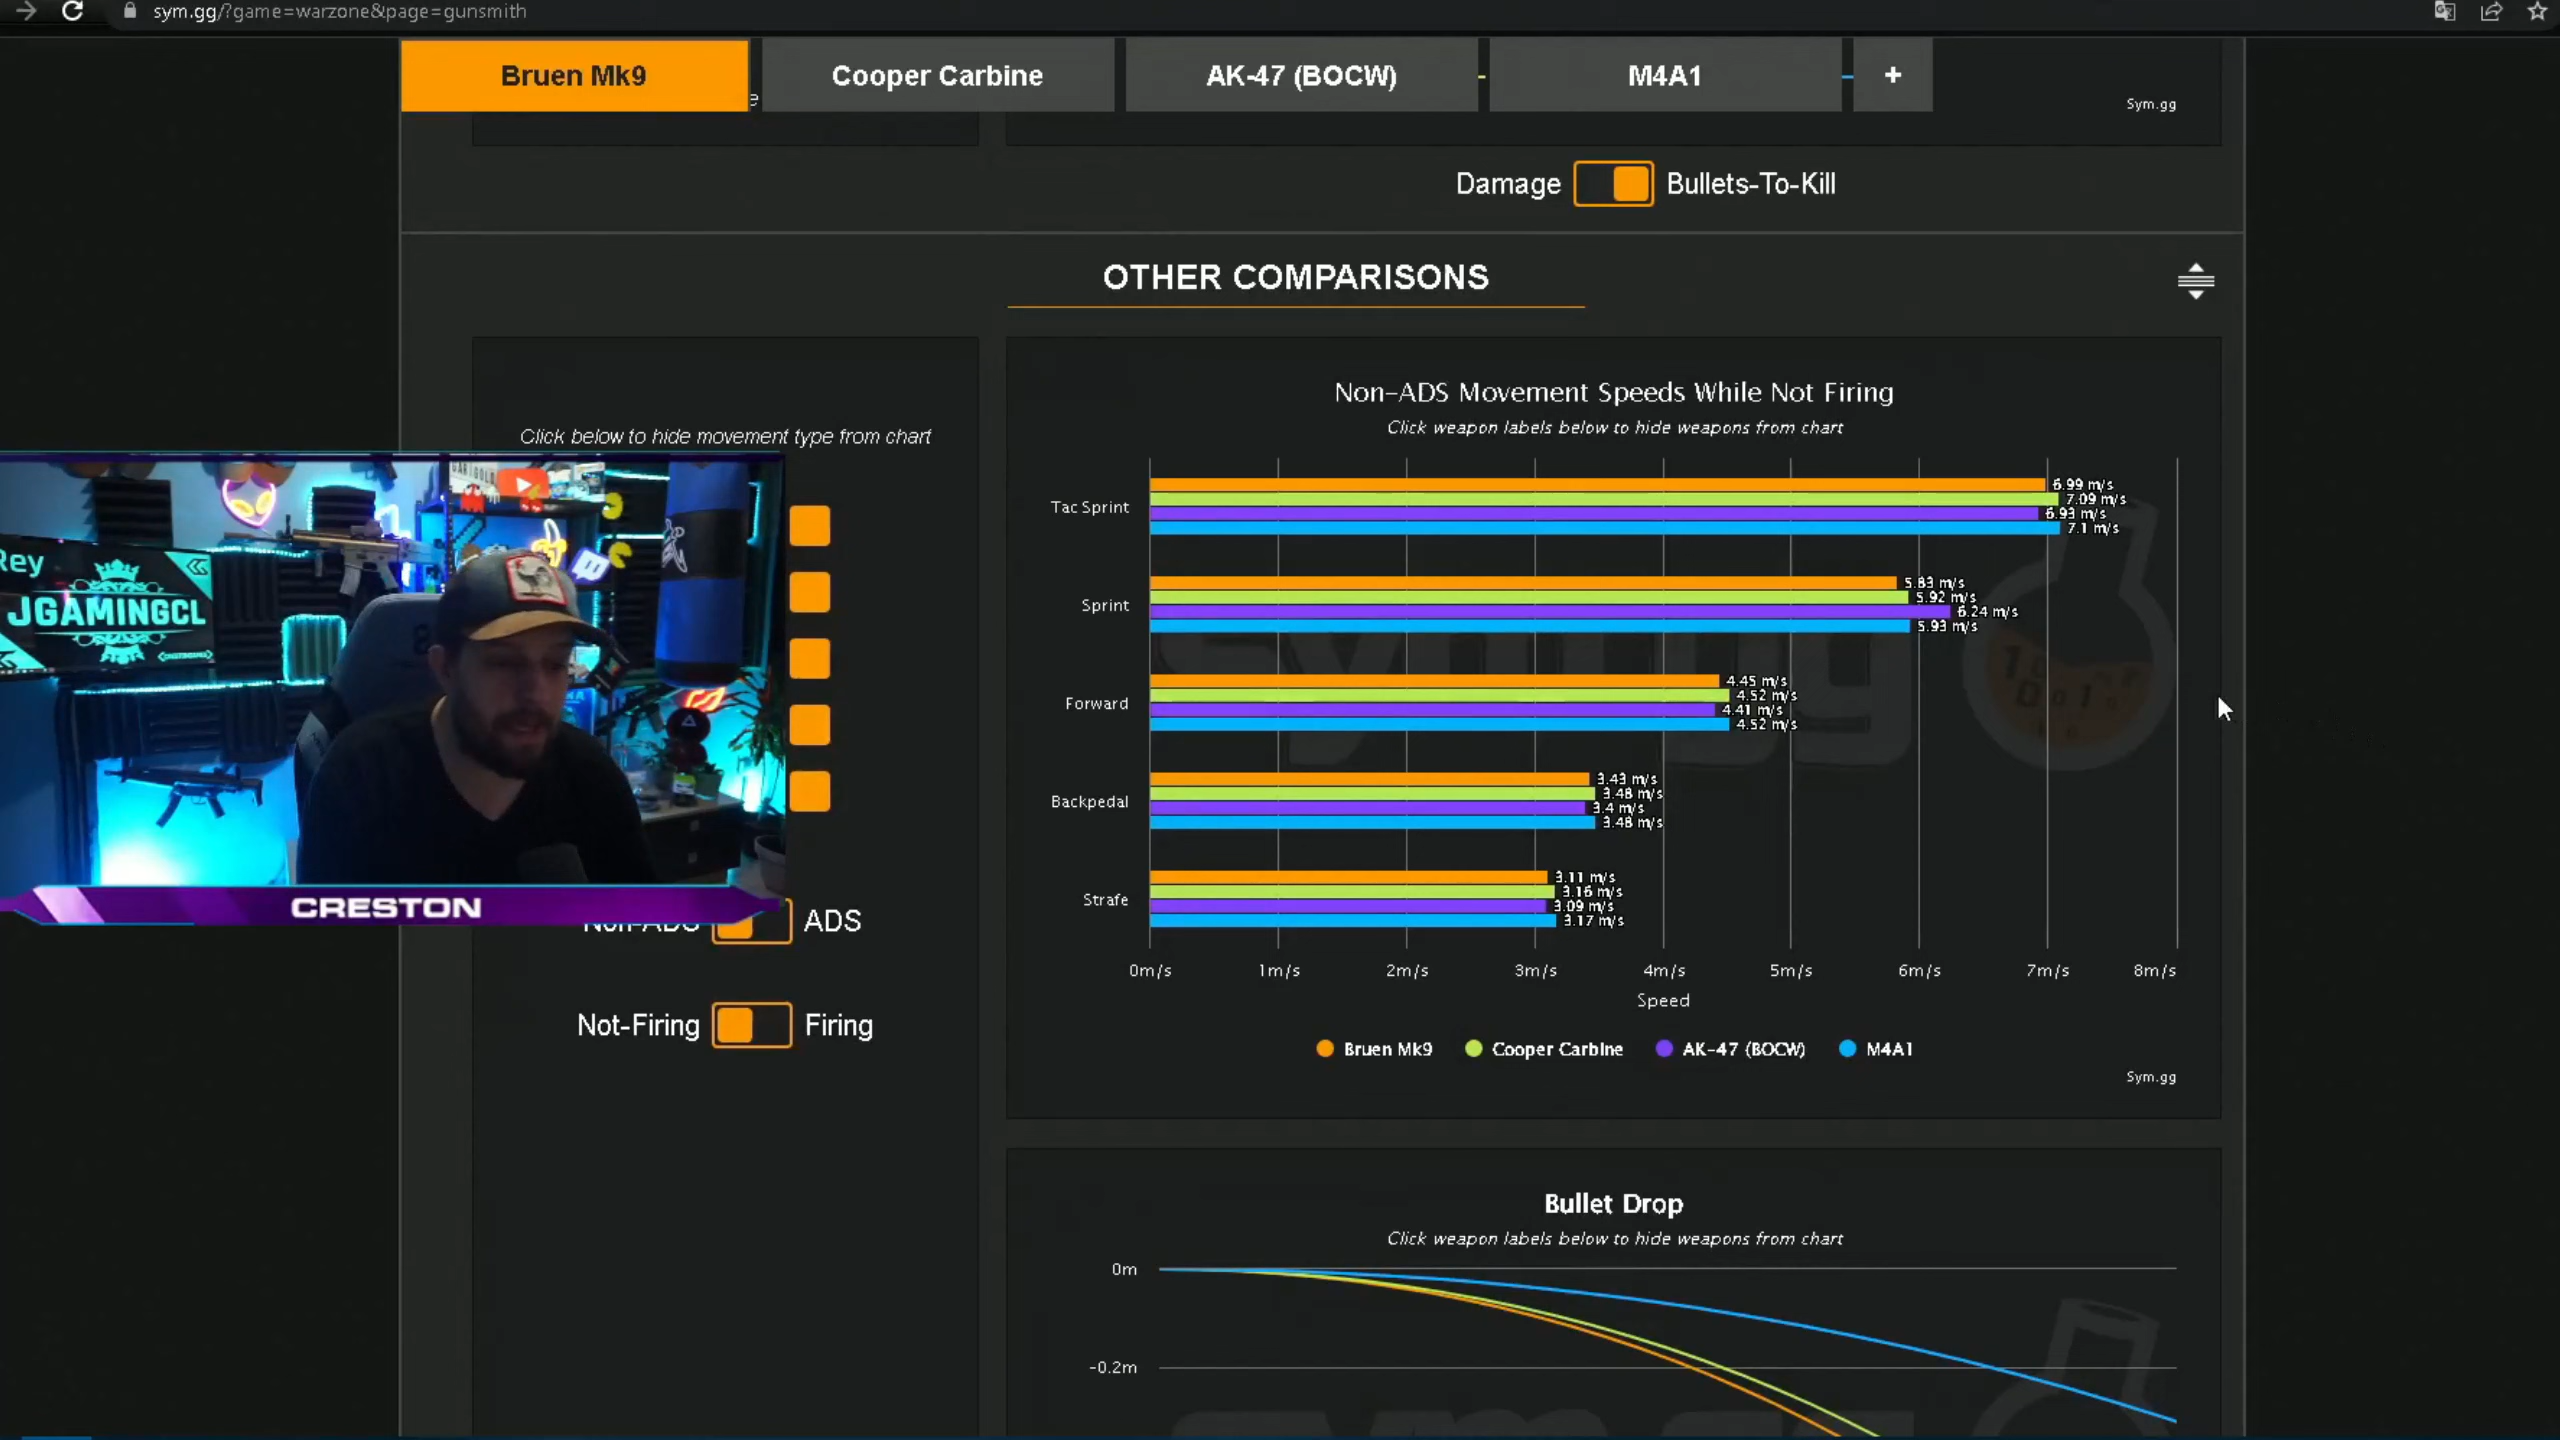 sym.gg/?game=warzone&page=gunsmith
Bruen Mk9
Cooper Carbine
AK-47 (BOCW)
M4A1
+
Sym.gg
Damage
Bullets-To-Kill
OTHER COMPARISONS
Click below to hide movement type from chart
Non-ADS Movement Speeds While Not Firing
Click weapon labels below to hide weapons from chart
Tac Sprint
6.99 m/s
7.09 m/s
6.93 m/s
7.1 m/s
Sprint
5.83 m/s
5.92 m/s
6.24 m/s
5.93 m/s
Forward
4.45 m/s
4.52 m/s
4.41 m/s
4.52 m/s
Backpedal
3.43 m/s
3.48 m/s
3.4 m/s
3.48 m/s
Strafe
3.11 m/s
3.16 m/s
3.09 m/s
3.17 m/s
0m/s 1m/s 2m/s 3m/s 4m/s 5m/s 6m/s 7m/s 8m/s
Speed
Bruen Mk9 Cooper Carbine AK-47 (BOCW) M4A1
Sym.gg
JGAMINGCL
CRESTON
Non-ADS
ADS
Not-Firing
Firing
Bullet Drop
Click weapon labels below to hide weapons from chart
0m
-0.2m